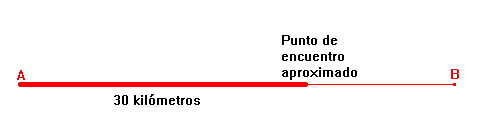 Punto de
encuentro
aproximado
A
B
30 kilómetros